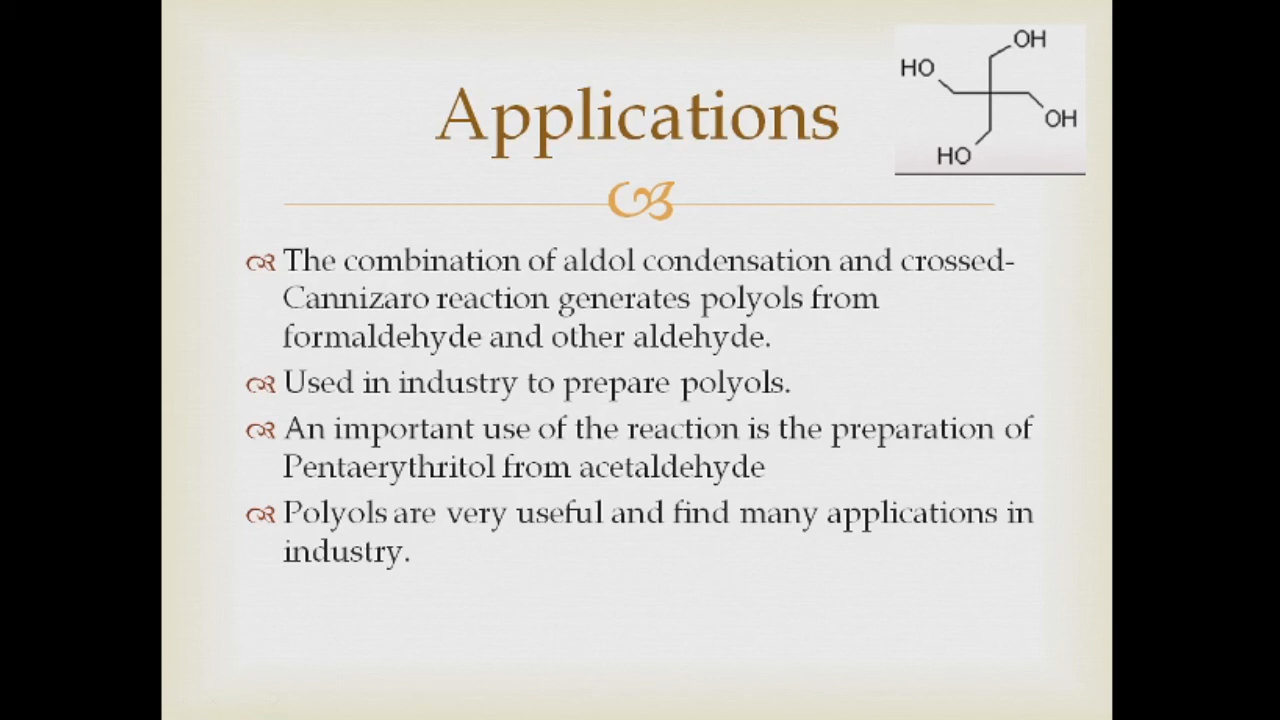 OH
HO
OH
HO
Applications
The combination of aldol condensation and crossed-
Cannizaro reaction generates polyols from
formaldehyde and other aldehyde.
Used in industry to prepare polyols.
An important use of the reaction is the preparation of
Pentaerythritol from acetaldehyde
Polyols are very useful and find many applications in
industry.